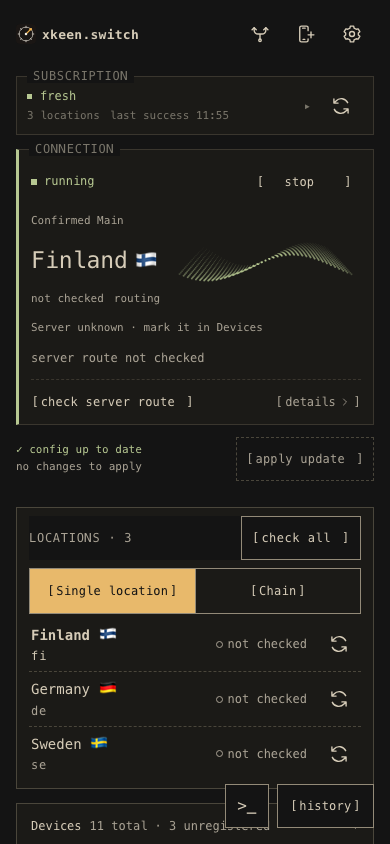 xkeen.switch
SUBSCRIPTION
fresh
3 locations last success 11:55
CONNECTION
running
[ stop ]
Confirmed Main
Finland
not checked routing
Server unknown · mark it in Devices
server route not checked
[check server route ]
[details > ]
✓ config up to date
no changes to apply
[apply update ]
LOCATIONS · 3
[check all ]
[Single location]
[Chain]
Finland
fi
not checked
Germany
de
not checked
Sweden
se
not checked
>_
[history]
Devices 11 total · 3 unregistered